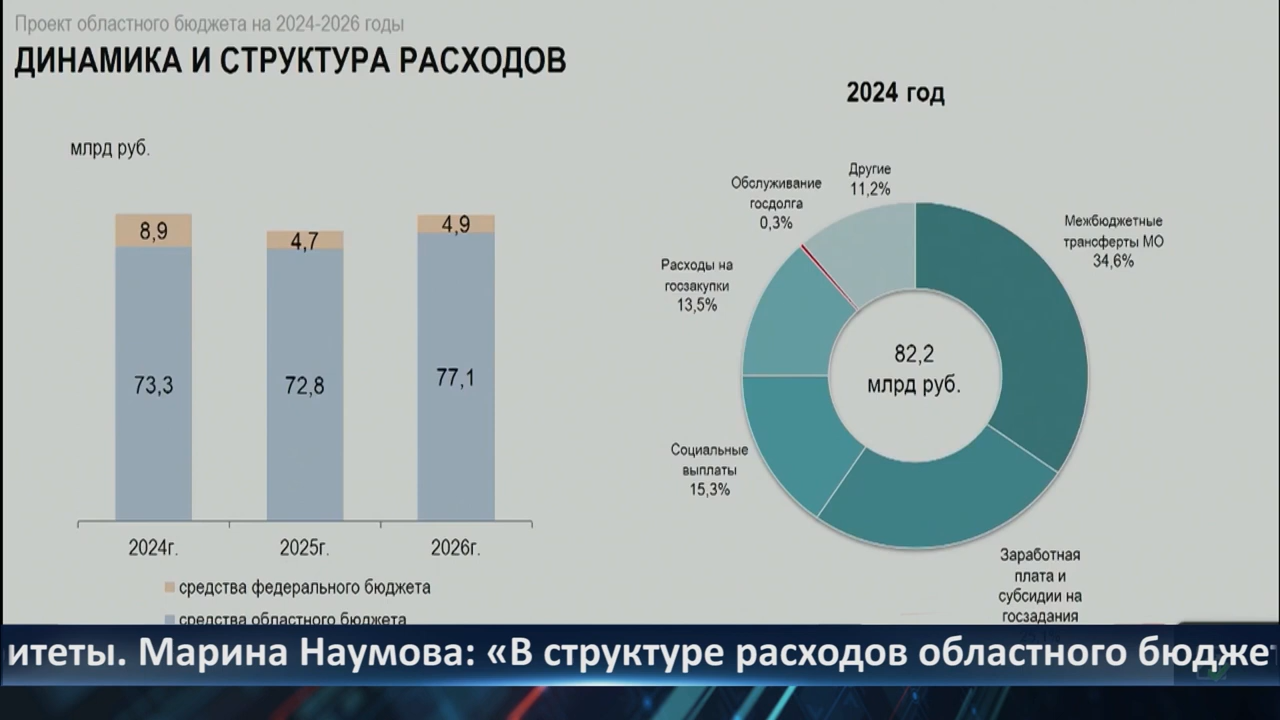 Проект областного бюджета на 2024-2026 годы
ДИНАМИКА И СТРУКТУРА РАСХОДОВ
млрд руб.
8,9
4,7
4,9
73,3
72,8
77,1
2024г.
2025г.
2026г.
средства федерального бюджета
средства областного бюджета
2024 год
Другие
11,2%
Обслуживание
госдолга
0,3%
Межбюджетные
трансферты МО
34,6%
Расходы на
госзакупки
13,5%
82,2
млрд руб.
Социальные
выплаты
15,3%
Заработная
плата и
субсидии на
госзадания
итеты. Марина Наумова: «В структуре расходов областного бюдже